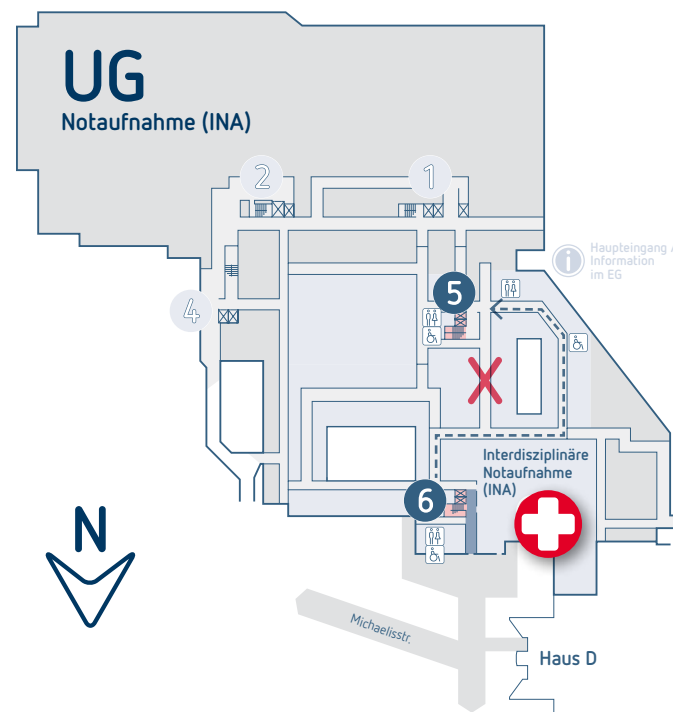 UG
Notaufnahme (INA)
2
1
Haupteingang /
Information
im EG
i
5
4
Interdisziplinäre
Notaufnahme
(INA)
6
N
Michaelisstr.
Haus D